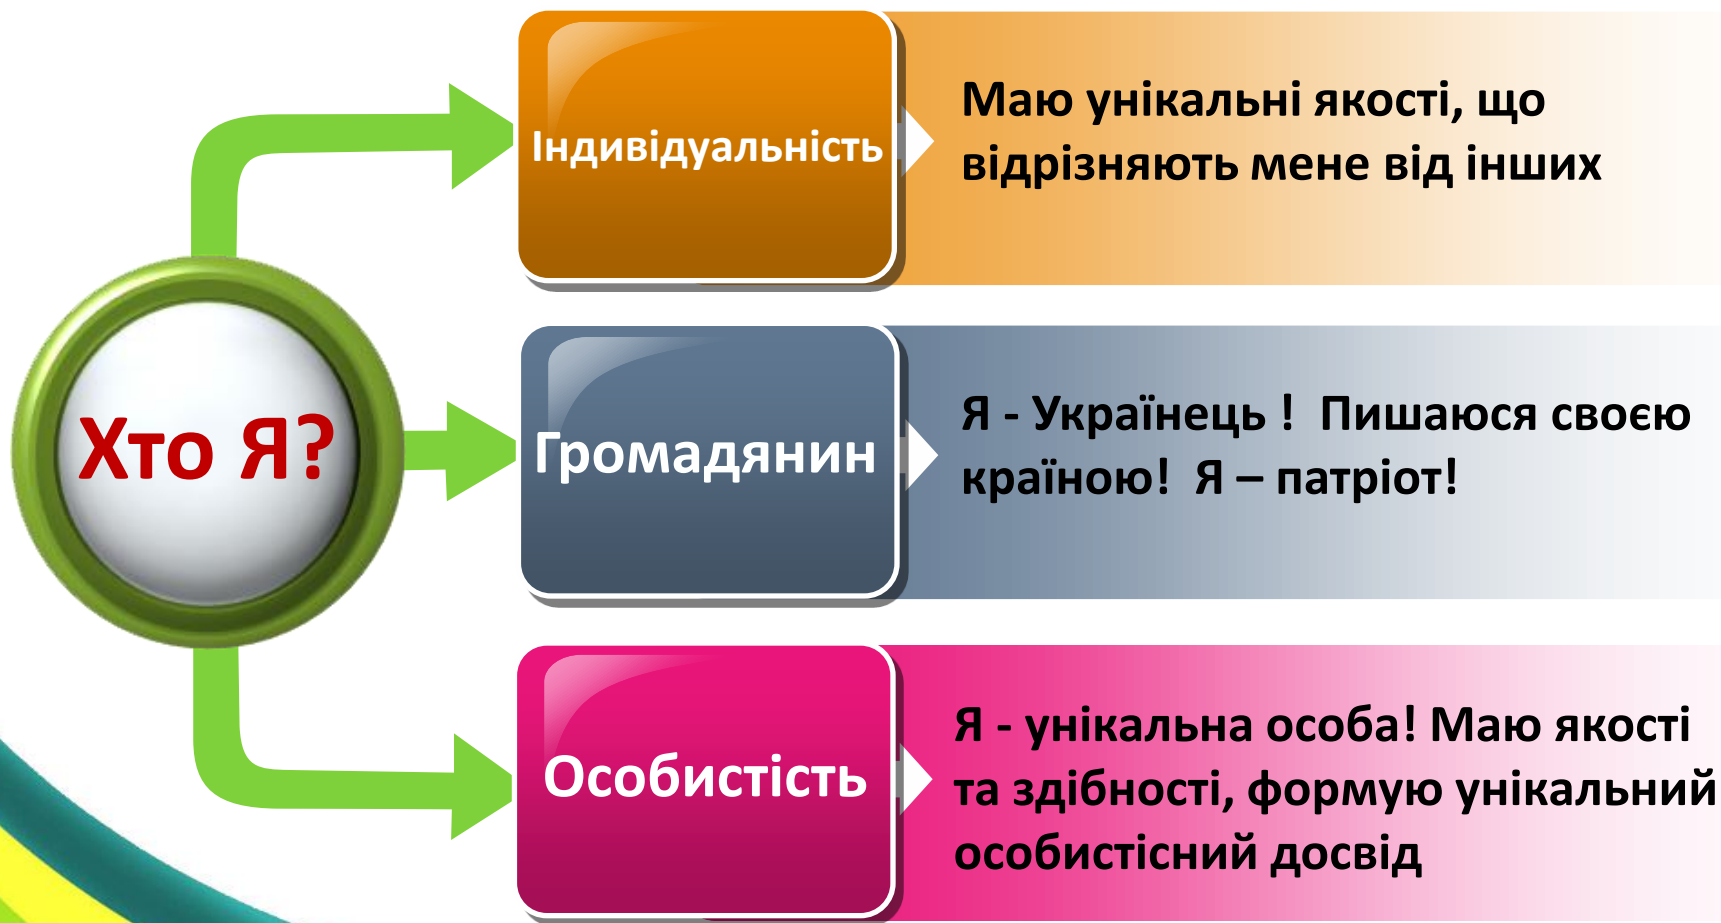 Хто Я?
Індивідуальність
Маю унікальні якості, що
відрізняють мене від інших
Громадянин
Я - Українець ! Пишаюся своєю
країною! Я – патріот!
Особистість
Я - унікальна особа! Маю якості
та здібності, формую унікальний
особистісний досвід